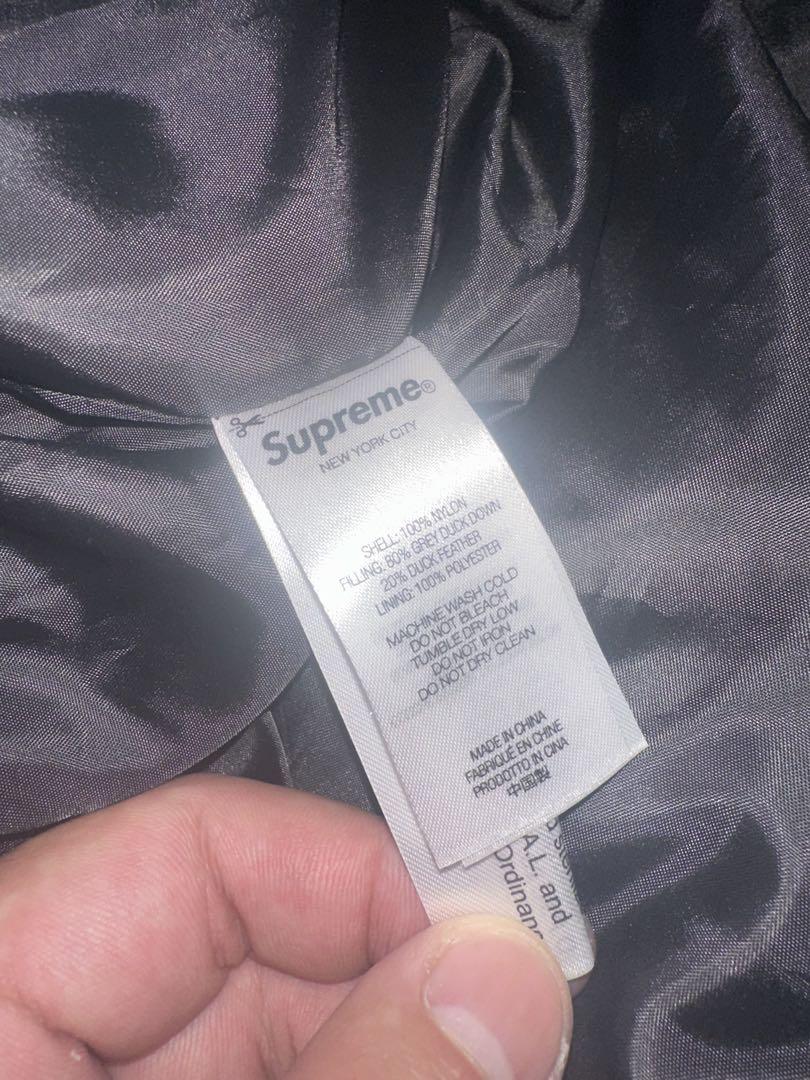 Supreme®
NEW YORK CITY
SHELL: 100% NYLON
FILLING: 80% GREY DUCK DOWN
20% DUCK FEATHER
LINING: 100% POLYESTER
MACHINE WASH COLD
DO NOT BLEACH
TUMBLE DRY LOW
DO NOT IRON
DO NOT DRY CLEAN
MADE IN CHINA
FABRIQUÉ EN CHINE
PRODOTTO IN CINA
中国製
A.L. and